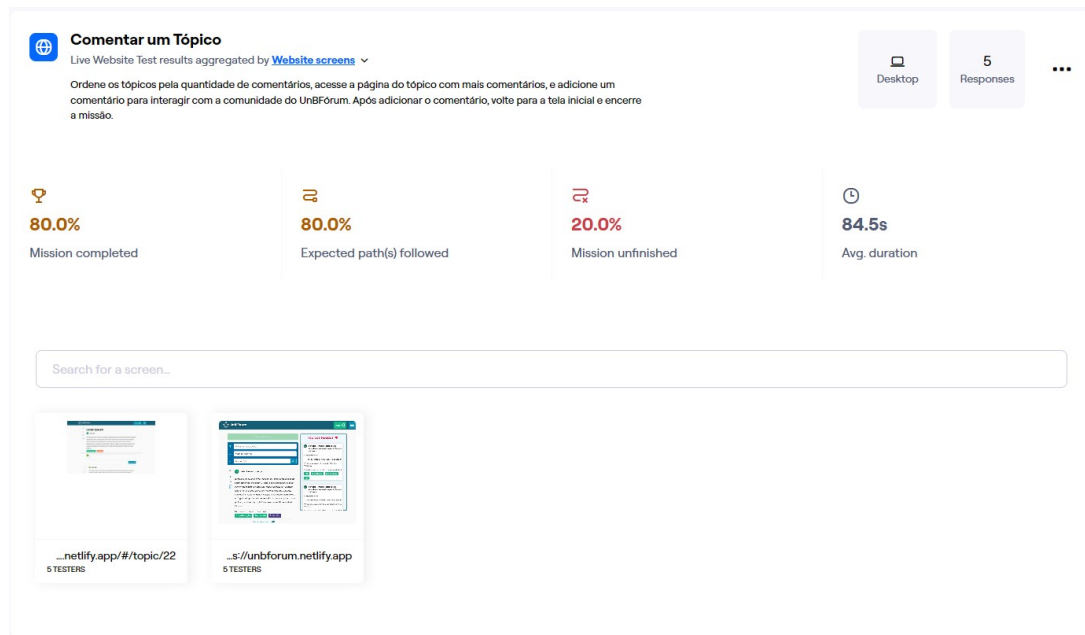 Comentar um Tópico
Live Website Test results aggregated by Website screens
Ordene os tópicos pela quantidade de comentários, acesse a página do tópico com mais comentários, e adicione um
comentário para interagir com a comunidade do UnBFórum. Após adicionar o comentário, volte para a tela inicial e encerre
a missão.
Desktop
5
Responses
80.0%
Mission completed
80.0%
Expected path(s) followed
20.0%
Mission unfinished
84.5s
Avg. duration
Search for a screen...
...netlify.app/#/topic/22
5 TESTERS
...s://unbforum.netlify.app
5 TESTERS